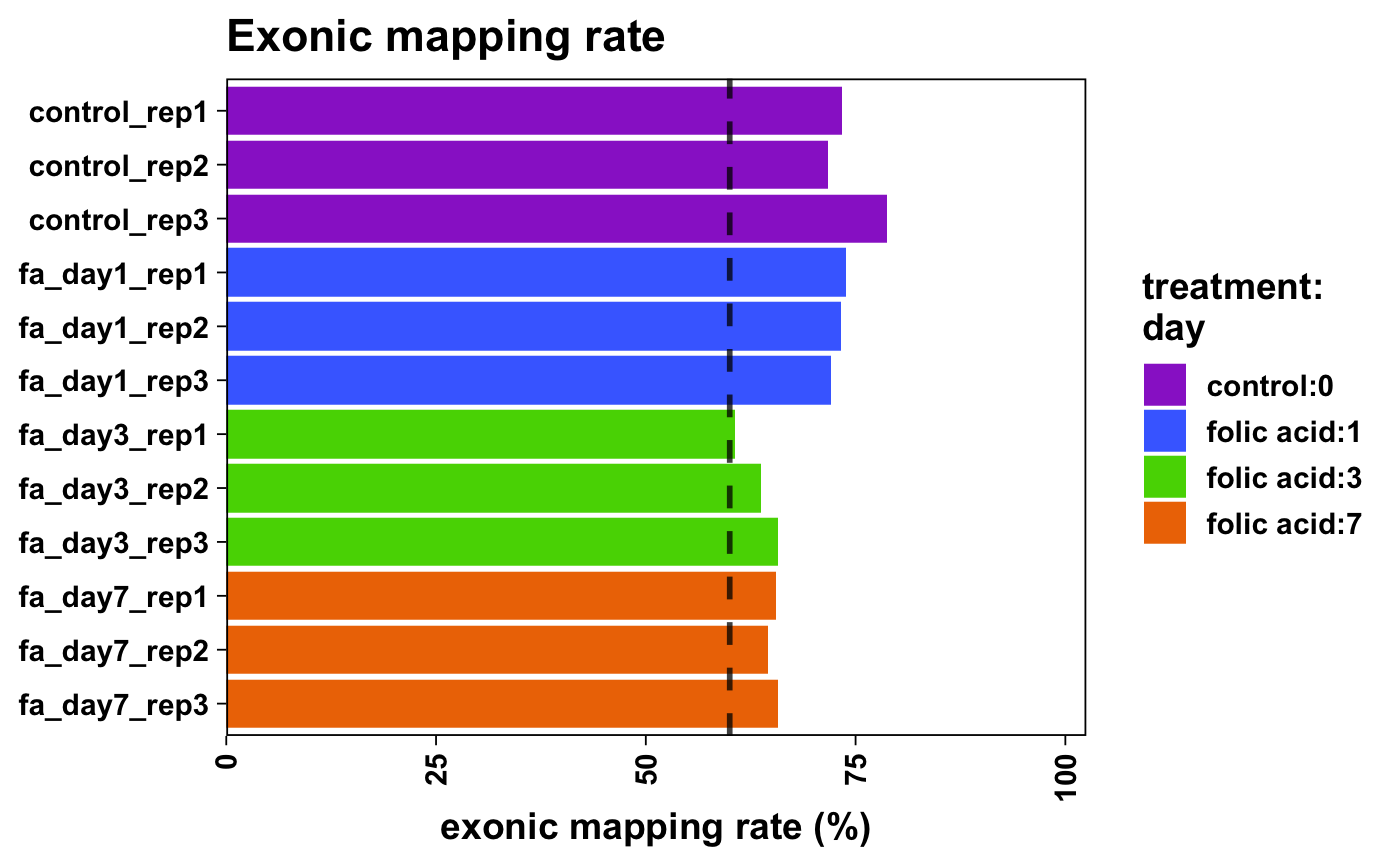 Exonic mapping rate
control_rep1
control_rep2
control_rep3
fa_day1_rep1
fa_day1_rep2
fa_day1_rep3
fa_day3_rep1
fa_day3_rep2
fa_day3_rep3
fa_day7_rep1
fa_day7_rep2
fa_day7_rep3
0 25 50 75 100
exonic mapping rate (%)
treatment:
day
control:0
folic acid:1
folic acid:3
folic acid:7